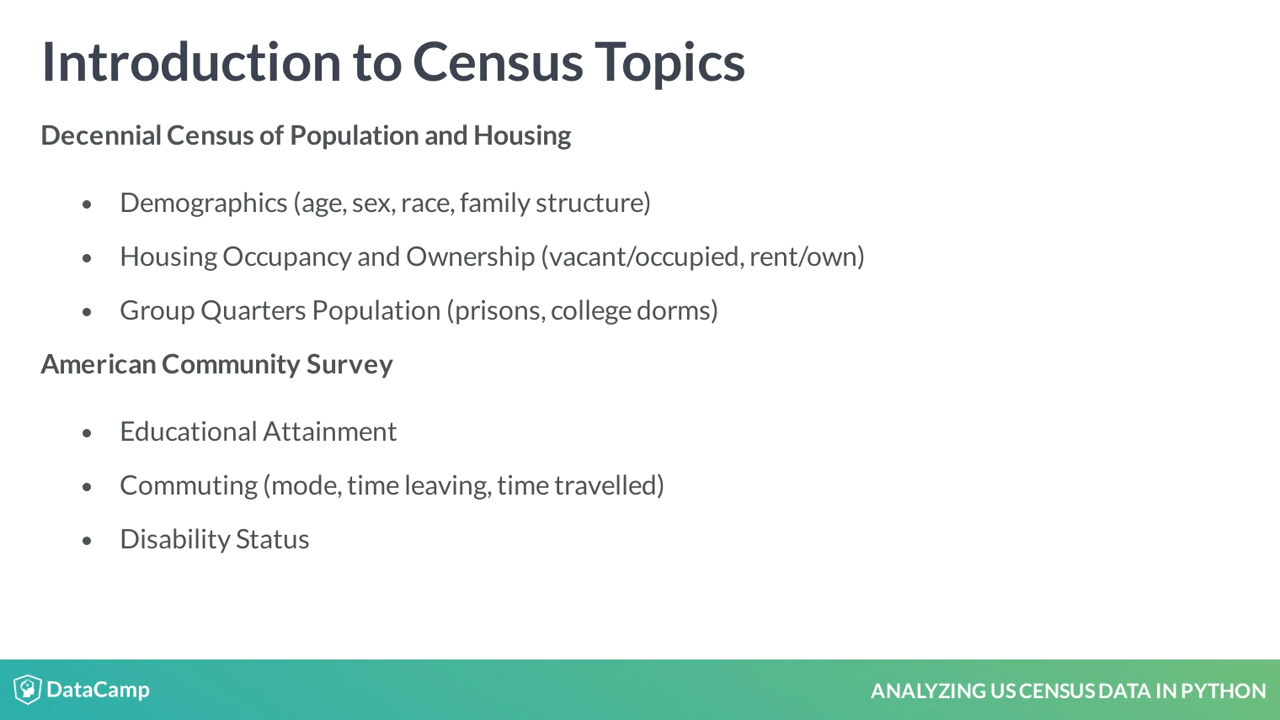 Introduction to Census Topics
Decennial Census of Population and Housing
• Demographics (age, sex, race, family structure)
• Housing Occupancy and Ownership (vacant/occupied, rent/own)
• Group Quarters Population (prisons, college dorms)
American Community Survey
• Educational Attainment
• Commuting (mode, time leaving, time travelled)
• Disability Status
DataCamp
ANALYZING US CENSUS DATA IN PYTHON